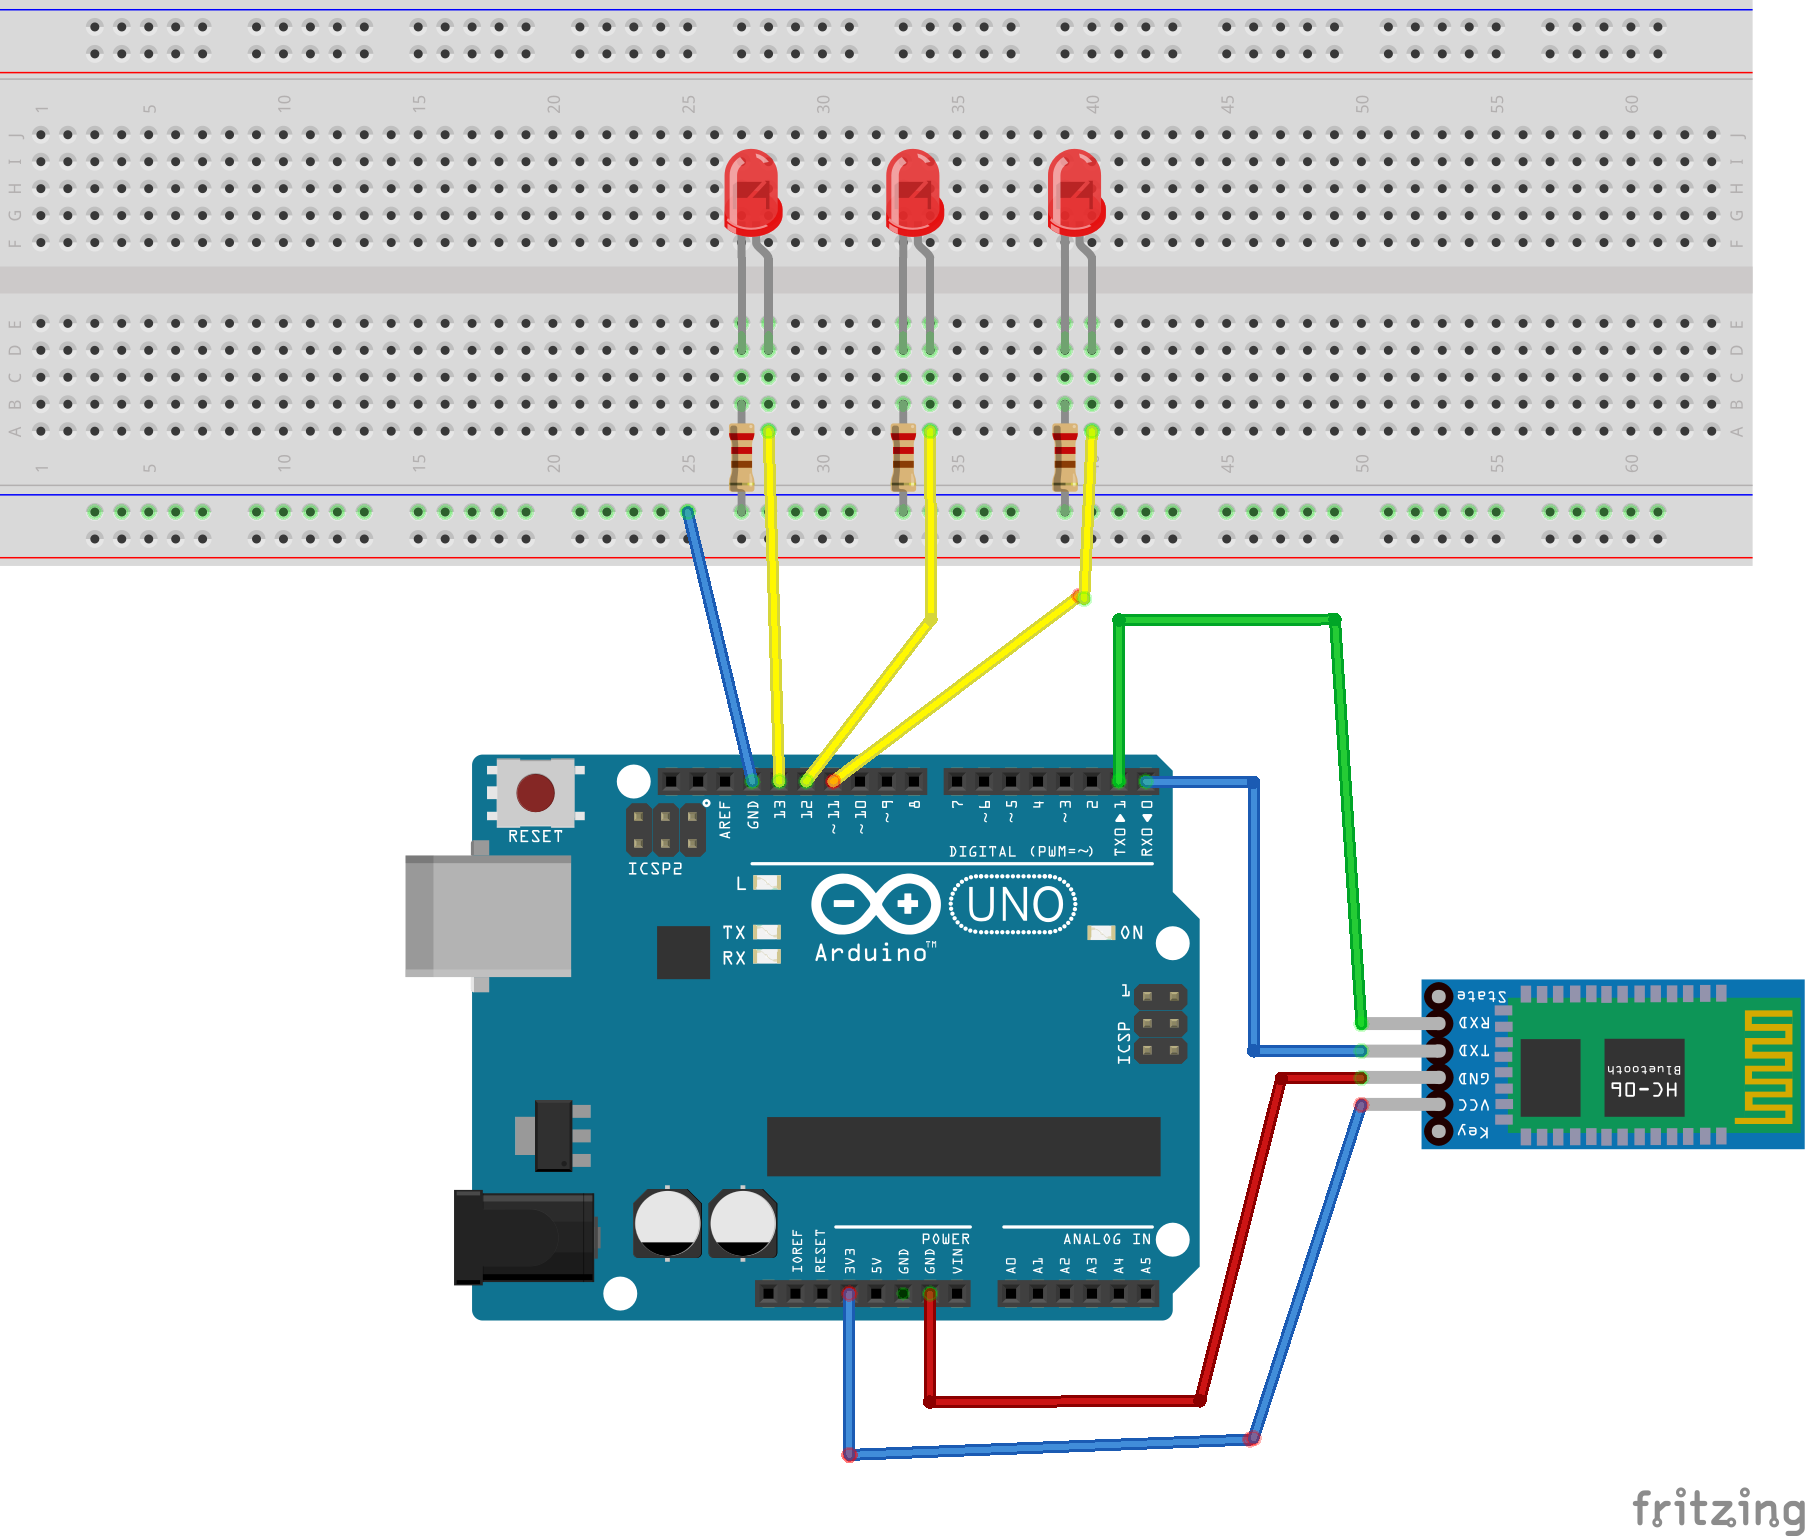 1 5 10 15 20 25 30 35 40 45 50 55 60
J J
I I
H H
G G
F F
E E
D D
C C
B B
A A
1 5 10 15 20 25 30 35 40 45 50 55 60
RESET
ICSP2
AREF
GND
13
12
~11
~10
~9
8
7
~6
~5
4
~3
2
TX0▶1
RX0◀0
DIGITAL (PWM=~)
L
TX
RX
UNO
Arduino™
ON
1
ICSP
State
RXD
TXD
GND
VCC
Key
HC-06
Bluetooth
IOREF
RESET
3V3
5V
GND
GND
VIN
POWER
ANALOG IN
A0
A1
A2
A3
A4
A5
fritzing